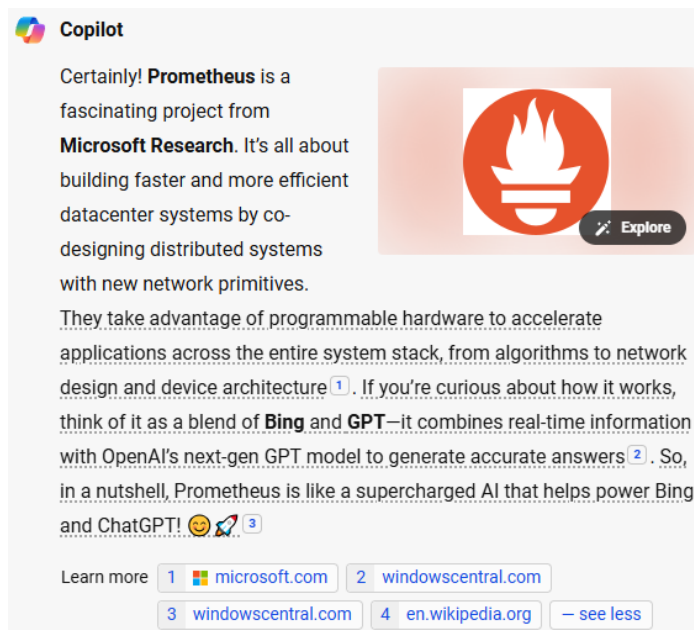 Copilot
Certainly! Prometheus is a
fascinating project from
Microsoft Research. It’s all about
building faster and more efficient
datacenter systems by co-
designing distributed systems
with new network primitives.
Explore
They take advantage of programmable hardware to accelerate
applications across the entire system stack, from algorithms to network
design and device architecture 1 . If you’re curious about how it works,
think of it as a blend of Bing and GPT—it combines real-time information
with OpenAI’s next-gen GPT model to generate accurate answers 2 . So,
in a nutshell, Prometheus is like a supercharged AI that helps power Bing
and ChatGPT! 😊🚀 3
Learn more 1 microsoft.com 2 windowscentral.com
3 windowscentral.com 4 en.wikipedia.org — see less